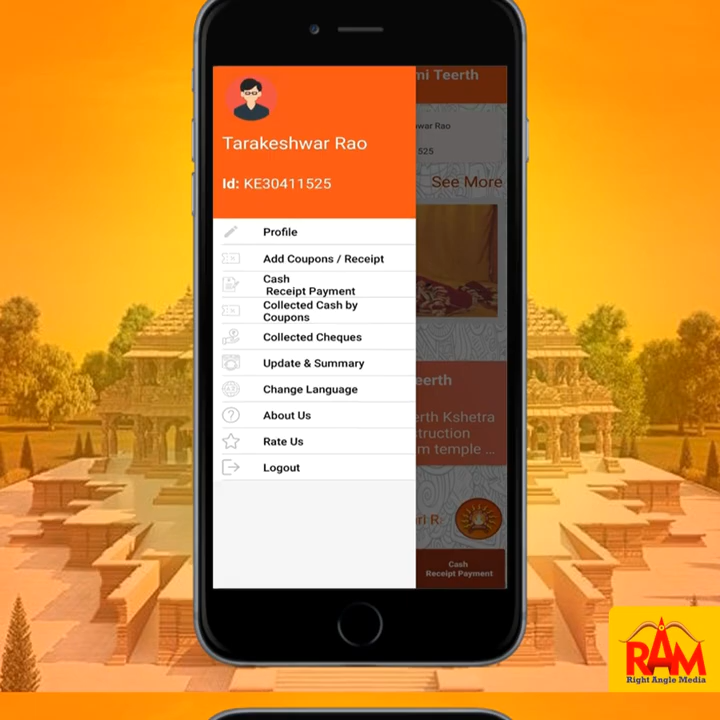 mi Teerth
Tarakeshwar Rao
war Rao
Id: KE30411525
525
See More
Profile
Add Coupons / Receipt
Cash
Receipt Payment
Collected Cash by
Coupons
Collected Cheques
Update & Summary
Change Language
About Us
Rate Us
Logout
eerth
erth Kshetra
struction
m temple ...
ri R
Cash
Receipt Payment
RAM
Right Angle Media